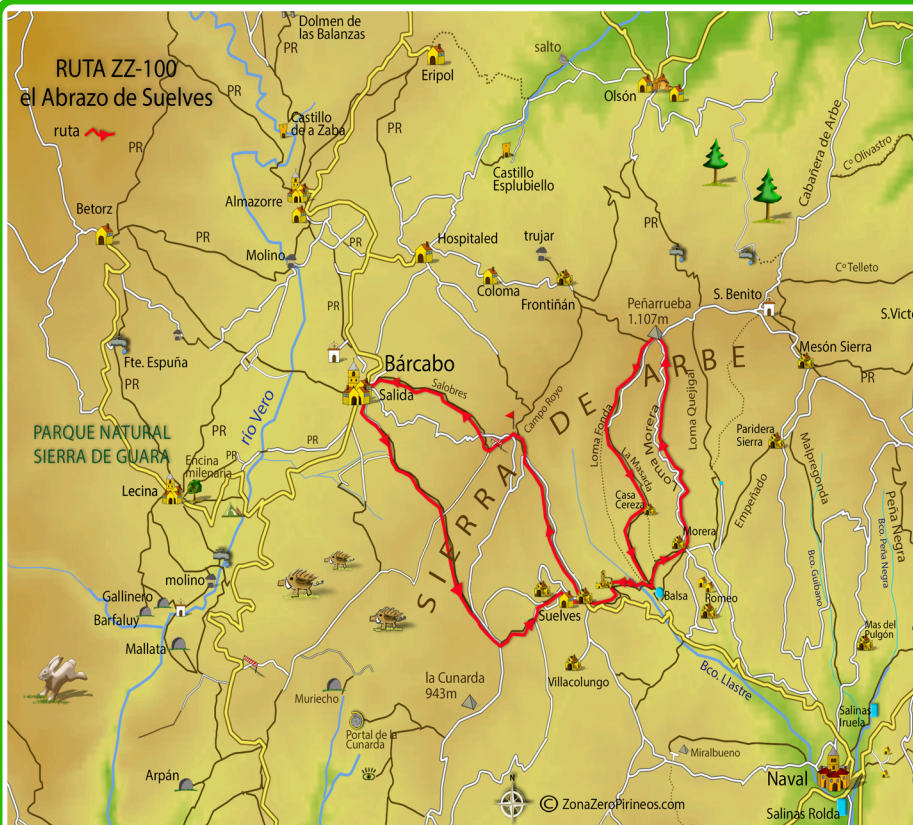 Dolmen de
las Balanzas
PR
RUTA ZZ-100
el Abrazo de Suelves
ruta
PR
PR
Castillo
de a Zaba
PR
Eripol
salto
Olsón
Cabañera de Arbe
Cº Olivastro
Castillo
Esplubiello
Almazorre
Betorz
PR
PR
Molino
Hospitaled
trujar
PR
Coloma
Frontiñán
Cº Telleto
S. Benito
Peñarrueba
1.107m
S.Victo
PR
Mesón Sierra
PR
Fte. Espuña
PR
Bárcabo
Salida
Salobres
Campo Royo
SIERRA DE ARBE
Loma Fonda
La Masada
Loma Morera
Loma Quejigal
río Vero
PARQUE NATURAL
SIERRA DE GUARA
PR
PR
PR
Encina
milenaria
Lecina
Casa
Cereza
Paridera
Sierra
Malpregonda
Empeñado
Peña Negra
Bco. Peña Negra
Bco. Guibano
Morera
molino
Gallinero
Barfaluy
Mallata
Suelves
Balsa
Romeo
Mas del
Pulgón
Villacolungo
Bco. Llastre
la Cunarda
943m
Muriecho
Portal de la
Cunarda
Salinas
Iruela
Miralbueno
Arpán
Naval
Salinas Rolda
N
© ZonaZeroPirineos.com